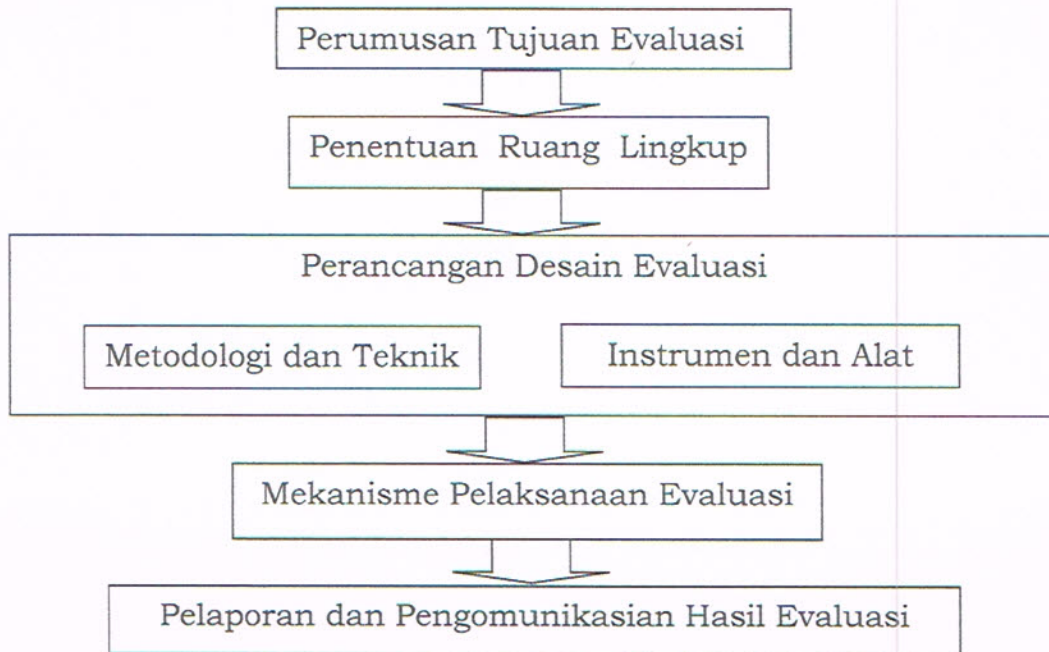 Perumusan Tujuan Evaluasi
Penentuan Ruang Lingkup
Perancangan Desain Evaluasi
Metodologi dan Teknik
Instrumen dan Alat
Mekanisme Pelaksanaan Evaluasi
Pelaporan dan Pengomunikasian Hasil Evaluasi